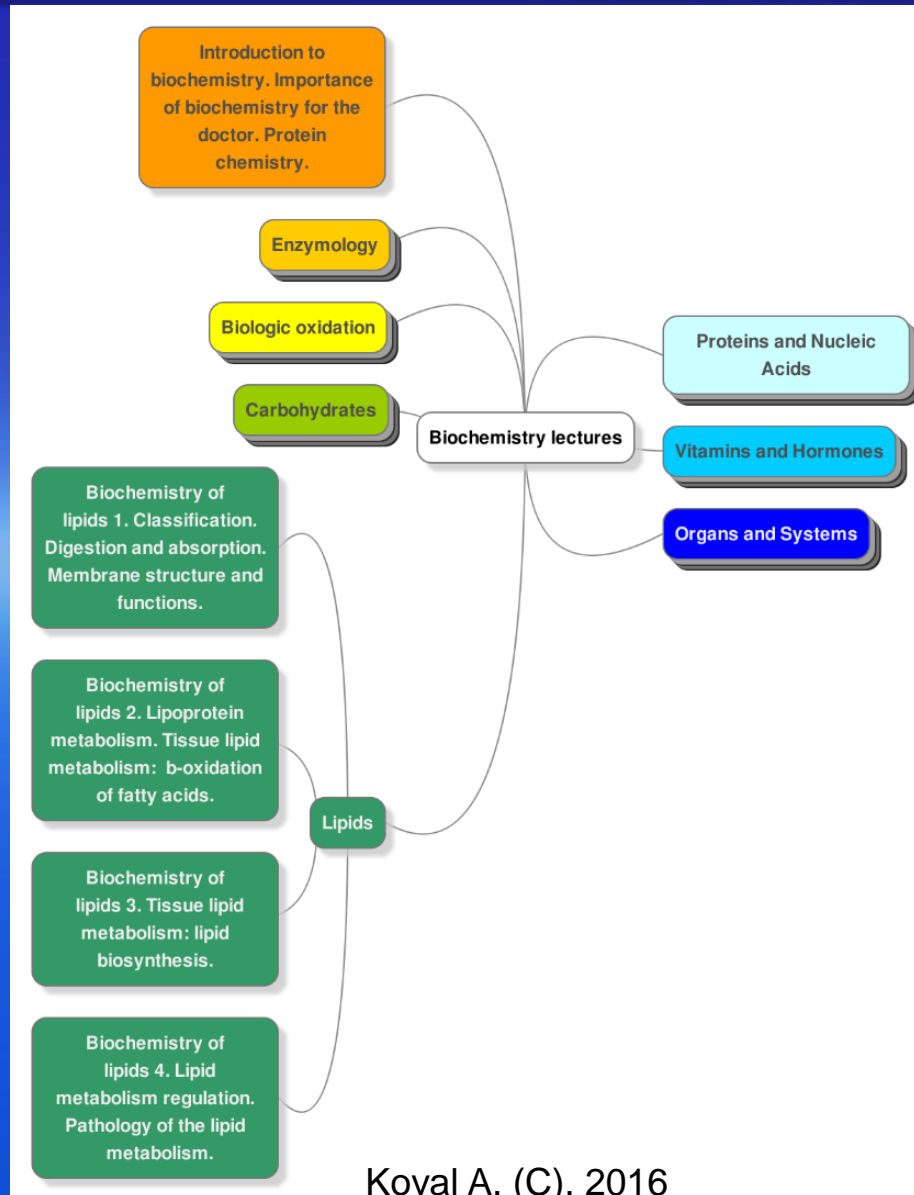 Introduction to
biochemistry. Importance
of biochemistry for the
doctor. Protein
chemistry.
Enzymology
Biologic oxidation
Carbohydrates
Biochemistry lectures
Proteins and Nucleic
Acids
Vitamins and Hormones
Organs and Systems
Biochemistry of
lipids 1. Classification.
Digestion and absorption.
Membrane structure and
functions.
Biochemistry of
lipids 2. Lipoprotein
metabolism. Tissue lipid
metabolism: b-oxidation
of fatty acids.
Lipids
Biochemistry of
lipids 3. Tissue lipid
metabolism: lipid
biosynthesis.
Biochemistry of
lipids 4. Lipid
metabolism regulation.
Pathology of the lipid
metabolism.
Koval A. (C), 2016